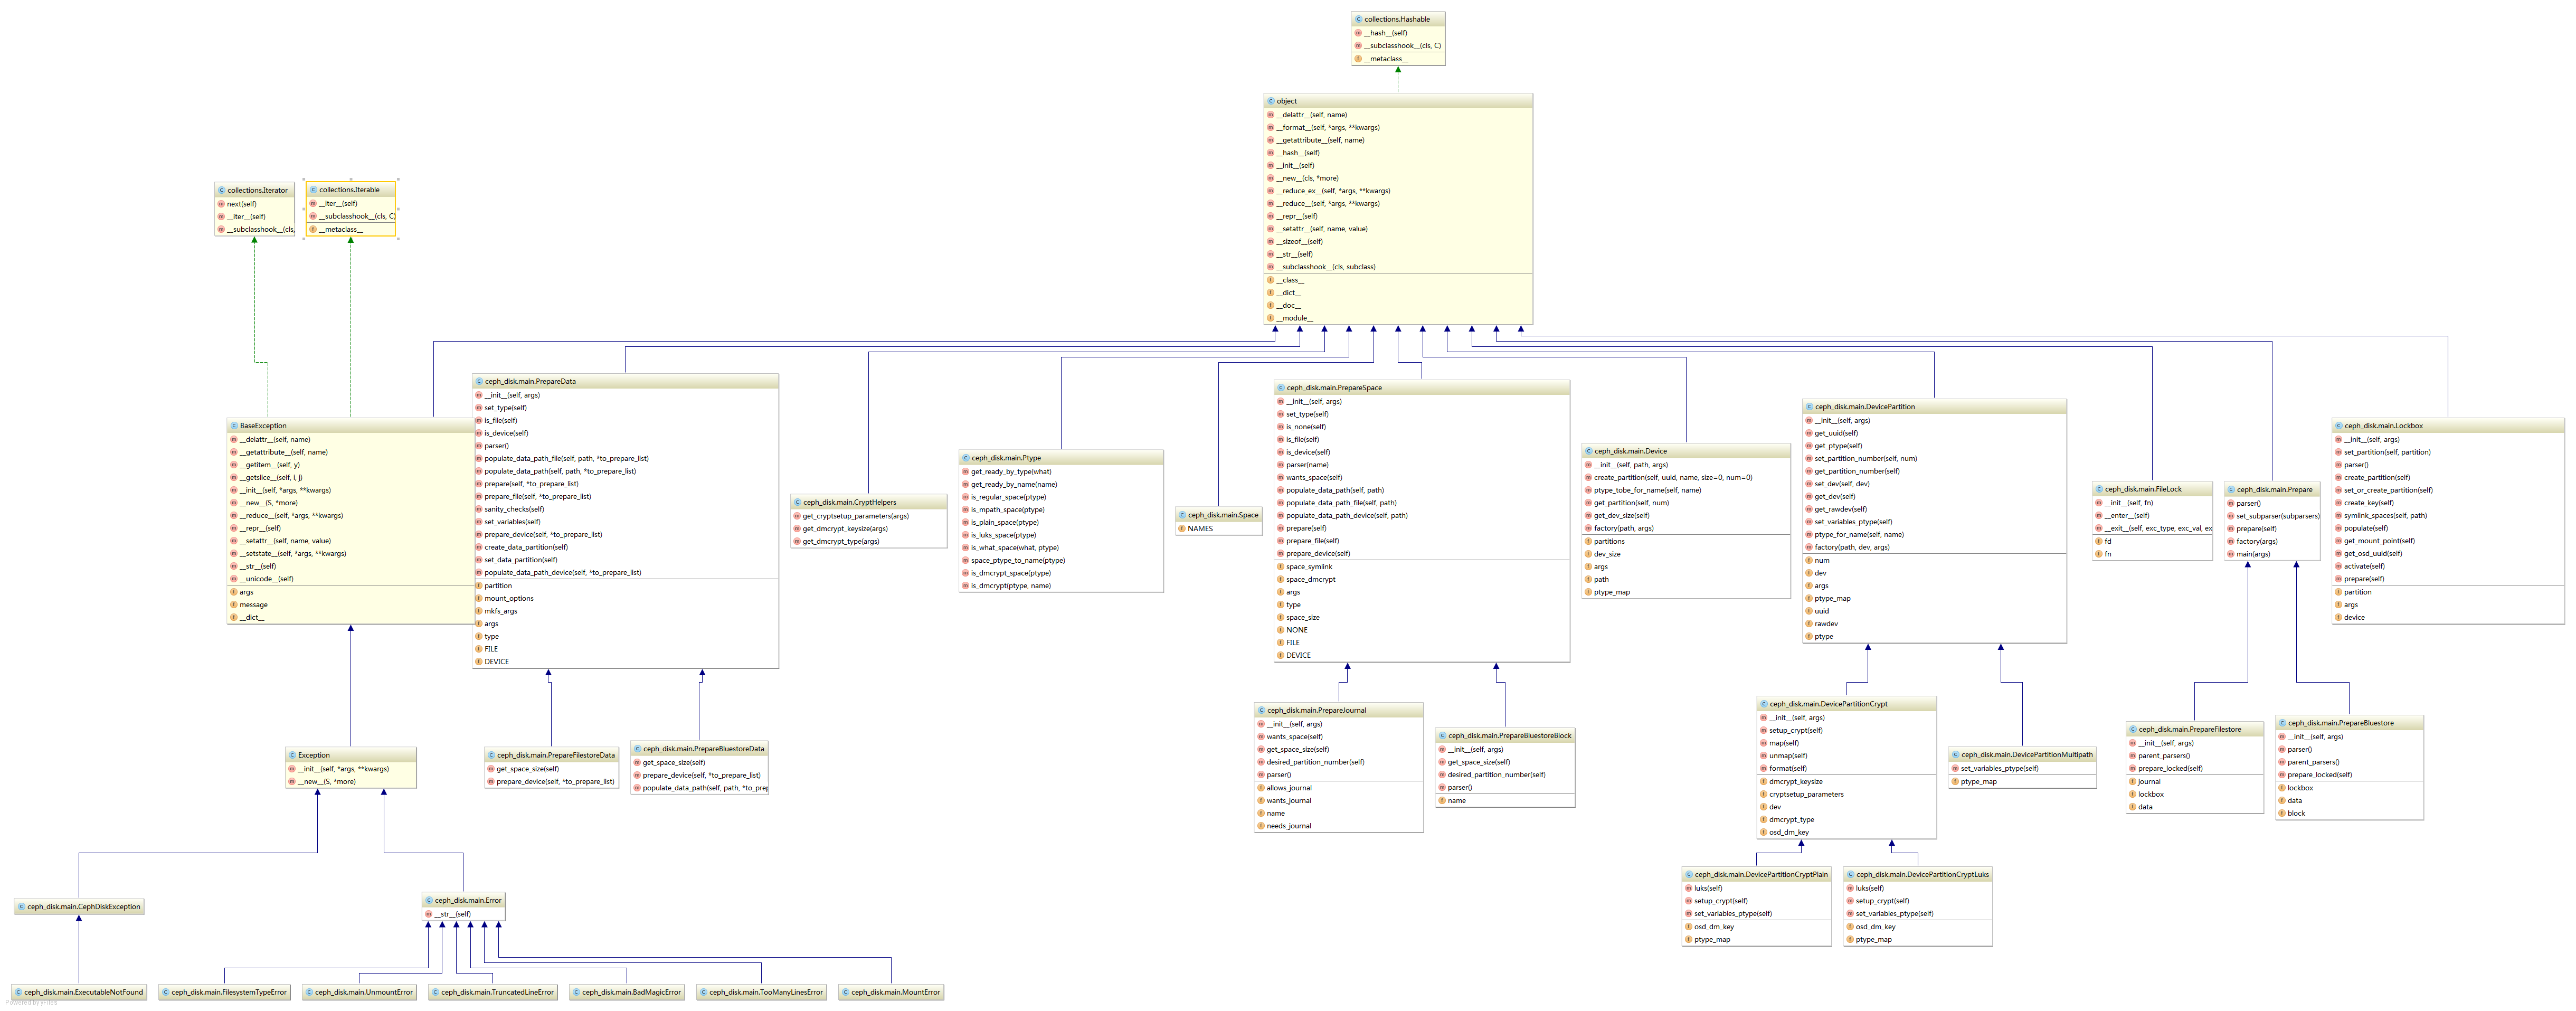 collections.Hashable
__hash__(self)
__subclasshook__(cls, C)
__metaclass__
object
__delattr__(self, name)
__format__(self, *args, **kwargs)
__getattribute__(self, name)
__hash__(self)
__init__(self)
__new__(cls, *more)
__reduce_ex__(self, *args, **kwargs)
__reduce__(self, *args, **kwargs)
__repr__(self)
__setattr__(self, name, value)
__sizeof__(self)
__str__(self)
__subclasshook__(cls, subclass)
__class__
__dict__
__doc__
__module__
collections.Iterator
next(self)
__iter__(self)
__subclasshook__(cls,
collections.Iterable
__iter__(self)
__subclasshook__(cls, C)
__metaclass__
BaseException
__delattr__(self, name)
__getattribute__(self, name)
__getitem__(self, y)
__getslice__(self, i, j)
__init__(self, *args, **kwargs)
__new__(S, *more)
__reduce__(self, *args, **kwargs)
__repr__(self)
__setattr__(self, name, value)
__setstate__(self, *args, **kwargs)
__str__(self)
__unicode__(self)
args
message
__dict__
ceph_disk.main.PrepareData
__init__(self, args)
set_type(self)
is_file(self)
is_device(self)
parser()
populate_data_path_file(self, path, *to_prepare_list)
populate_data_path(self, path, *to_prepare_list)
prepare(self, *to_prepare_list)
prepare_file(self, *to_prepare_list)
sanity_checks(self)
set_variables(self)
prepare_device(self, *to_prepare_list)
create_data_partition(self)
set_data_partition(self)
populate_data_path_device(self, *to_prepare_list)
partition
mount_options
mkfs_args
args
type
FILE
DEVICE
ceph_disk.main.CryptHelpers
get_cryptsetup_parameters(args)
get_dmcrypt_keysize(args)
get_dmcrypt_type(args)
ceph_disk.main.Ptype
get_ready_by_type(what)
get_ready_by_name(name)
is_regular_space(ptype)
is_mpath_space(ptype)
is_plain_space(ptype)
is_luks_space(ptype)
is_what_space(what, ptype)
space_ptype_to_name(ptype)
is_dmcrypt_space(ptype)
is_dmcrypt(ptype, name)
ceph_disk.main.Space
NAMES
ceph_disk.main.PrepareSpace
__init__(self, args)
set_type(self)
is_none(self)
is_file(self)
is_device(self)
parser(name)
wants_space(self)
populate_data_path(self, path)
populate_data_path_file(self, path)
populate_data_path_device(self, path)
prepare(self)
prepare_file(self)
prepare_device(self)
space_symlink
space_dmcrypt
args
type
space_size
NONE
FILE
DEVICE
ceph_disk.main.Device
__init__(self, path, args)
create_partition(self, uuid, name, size=0, num=0)
ptype_tobe_for_name(self, name)
get_partition(self, num)
get_dev_size(self)
factory(path, args)
partitions
dev_size
args
path
ptype_map
ceph_disk.main.DevicePartition
__init__(self, args)
get_uuid(self)
get_ptype(self)
set_partition_number(self, num)
get_partition_number(self)
set_dev(self, dev)
get_dev(self)
get_rawdev(self)
set_variables_ptype(self)
ptype_for_name(self, name)
factory(path, dev, args)
num
dev
args
ptype_map
uuid
rawdev
ptype
ceph_disk.main.FileLock
__init__(self, fn)
__enter__(self)
__exit__(self, exc_type, exc_val, ex
fd
fn
ceph_disk.main.Prepare
parser()
set_subparser(subparsers)
prepare(self)
factory(args)
main(args)
ceph_disk.main.Lockbox
__init__(self, args)
set_partition(self, partition)
parser()
create_partition(self)
set_or_create_partition(self)
create_key(self)
symlink_spaces(self, path)
populate(self)
get_mount_point(self)
get_osd_uuid(self)
activate(self)
prepare(self)
partition
args
device
Exception
__init__(self, *args, **kwargs)
__new__(S, *more)
ceph_disk.main.PrepareFilestoreData
get_space_size(self)
prepare_device(self, *to_prepare_list)
ceph_disk.main.PrepareBluestoreData
get_space_size(self)
prepare_device(self, *to_prepare_list)
populate_data_path(self, path, *to_prep
ceph_disk.main.PrepareJournal
__init__(self, args)
wants_space(self)
get_space_size(self)
desired_partition_number(self)
parser()
allows_journal
wants_journal
name
needs_journal
ceph_disk.main.PrepareBluestoreBlock
__init__(self, args)
get_space_size(self)
desired_partition_number(self)
parser()
name
ceph_disk.main.DevicePartitionCrypt
__init__(self, args)
setup_crypt(self)
map(self)
unmap(self)
format(self)
dmcrypt_keysize
cryptsetup_parameters
dev
dmcrypt_type
osd_dm_key
ceph_disk.main.DevicePartitionMultipath
set_variables_ptype(self)
ptype_map
ceph_disk.main.PrepareFilestore
__init__(self, args)
parent_parsers()
prepare_locked(self)
journal
lockbox
data
ceph_disk.main.PrepareBluestore
__init__(self, args)
parser()
parent_parsers()
prepare_locked(self)
lockbox
data
block
ceph_disk.main.DevicePartitionCryptPlain
luks(self)
setup_crypt(self)
set_variables_ptype(self)
osd_dm_key
ptype_map
ceph_disk.main.DevicePartitionCryptLuks
luks(self)
setup_crypt(self)
set_variables_ptype(self)
osd_dm_key
ptype_map
ceph_disk.main.CephDiskException
ceph_disk.main.Error
__str__(self)
ceph_disk.main.ExecutableNotFound
ceph_disk.main.FilesystemTypeError
ceph_disk.main.UnmountError
ceph_disk.main.TruncatedLineError
ceph_disk.main.BadMagicError
ceph_disk.main.TooManyLinesError
ceph_disk.main.MountError
Powered by yFiles